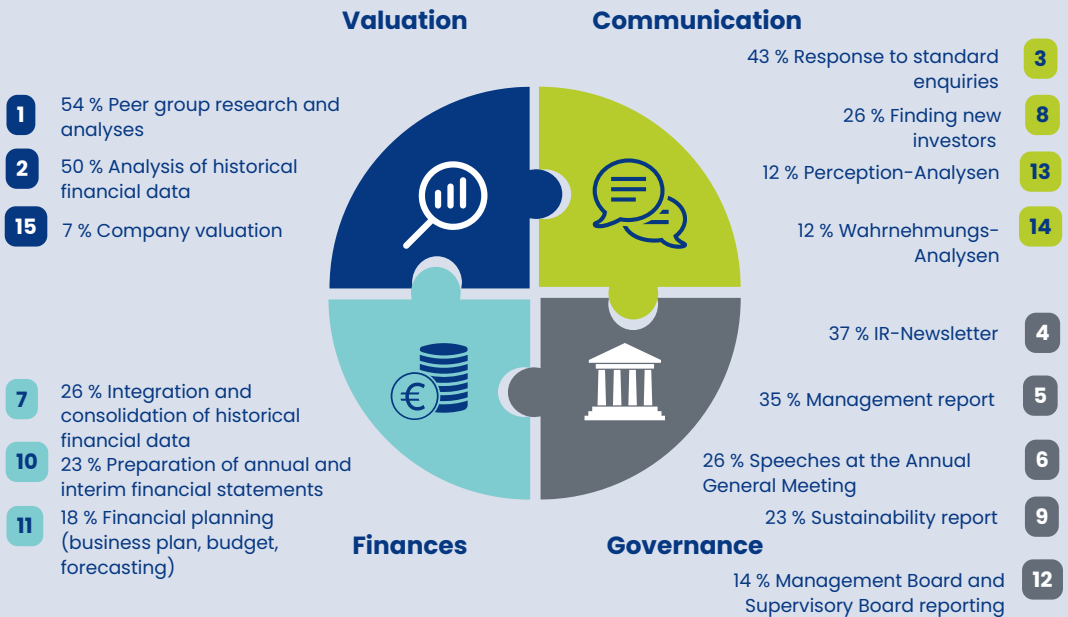 Valuation
1
54 % Peer group research and
analyses
2
50 % Analysis of historical
financial data
15
7 % Company valuation
Communication
43 % Response to standard
enquiries
3
26 % Finding new
investors
8
12 % Perception-Analysen
13
12 % Wahrnehmungs-
Analysen
14
7
26 % Integration and
consolidation of historical
financial data
10
23 % Preparation of annual and
interim financial statements
11
18 % Financial planning
(business plan, budget,
forecasting)
Finances
€
37 % IR-Newsletter
4
35 % Management report
5
26 % Speeches at the Annual
General Meeting
6
23 % Sustainability report
9
Governance
14 % Management Board and
Supervisory Board reporting
12